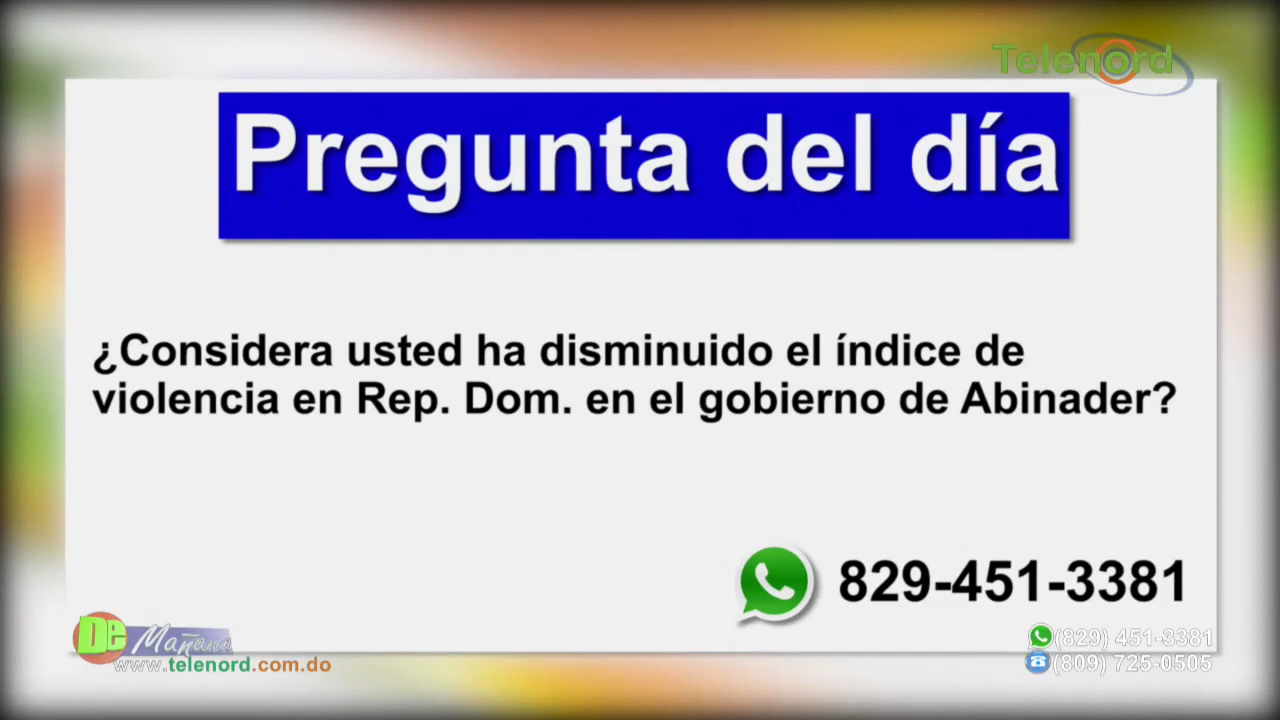 Telenord
Pregunta del día
¿Considera usted ha disminuido el índice de
violencia en Rep. Dom. en el gobierno de Abinader?
829-451-3381
De Mañana
www.telenord.com.do
(829) 451-3381
(809) 725-0505